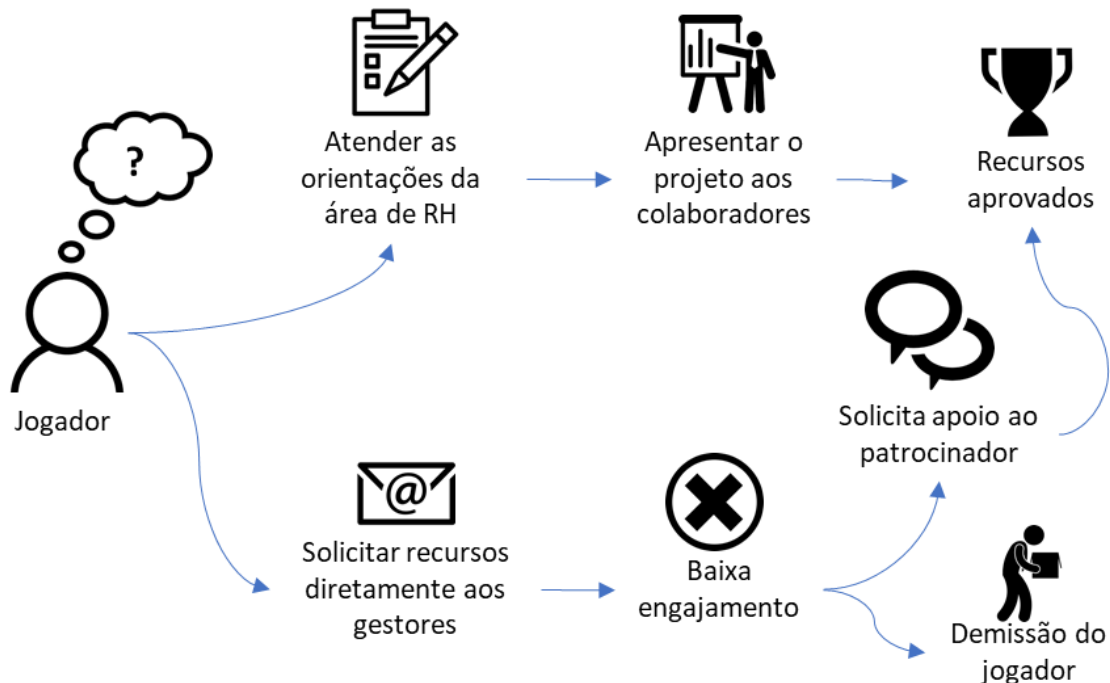 ?
Jogador
Atender as
orientações da
área de RH
Apresentar o
projeto aos
colaboradores
Recursos
aprovados
Solicitar recursos
diretamente aos
gestores
@
Baixa
engajamento
Solicita apoio ao
patrocinador
Demissão do
jogador